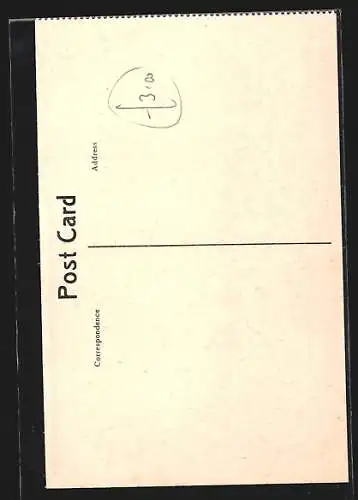 Post Card
Correspondence
Address
£3.00